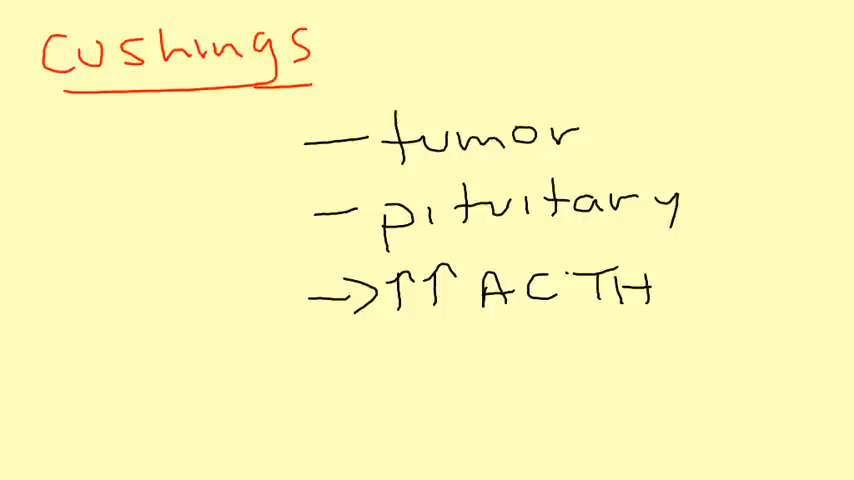 cushings
— tumor
— pituitary
—> ↑↑ ACTH